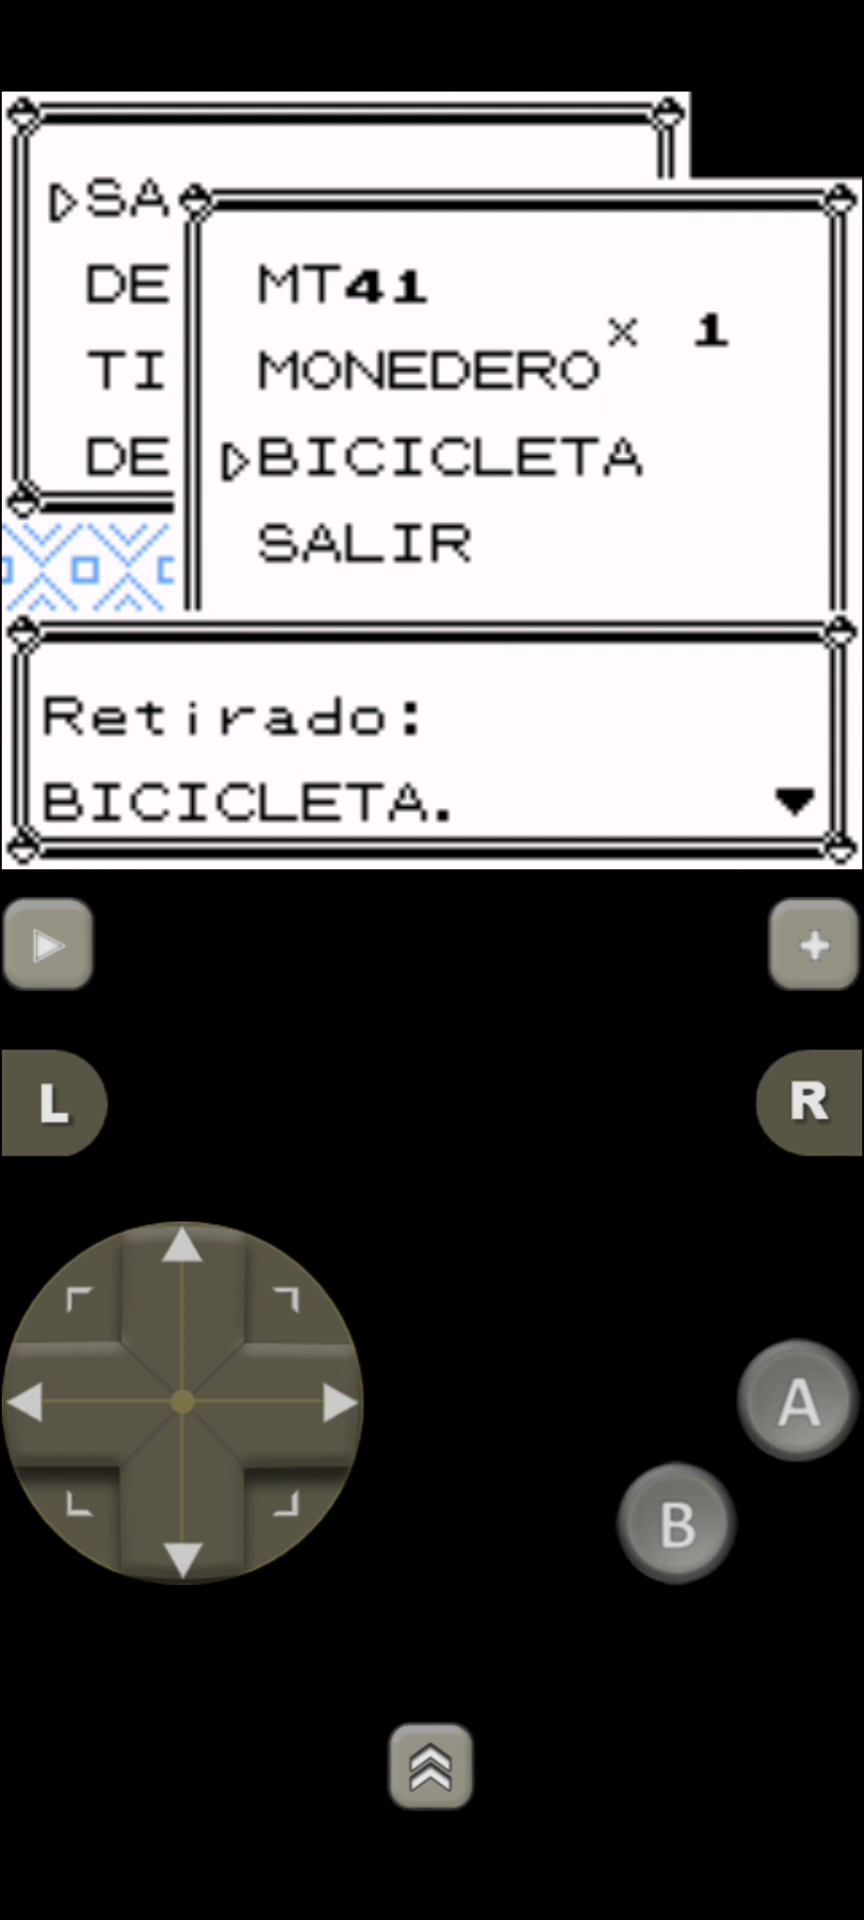 SA
DE
TI
DE
MT41
× 1
MONEDERO
BICICLETA
SALIR
Retirado:
BICICLETA.
L
R
A
B